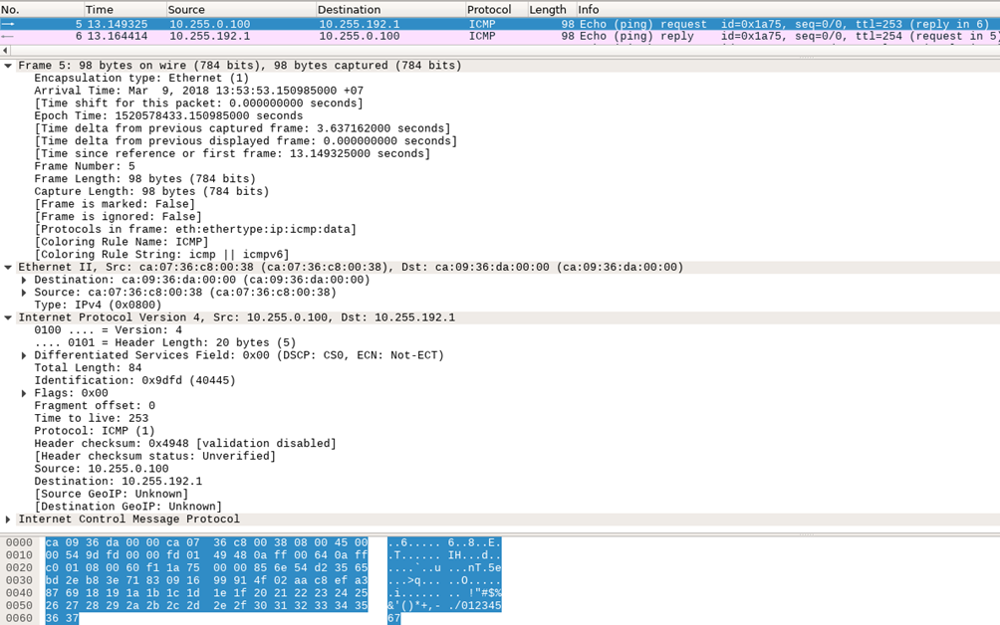 No. Time Source Destination Protocol Length Info
5 13.149325 10.255.0.100 10.255.192.1 ICMP 98 Echo (ping) request id=0x1a75, seq=0/0, ttl=253 (reply in 6)
6 13.164414 10.255.192.1 10.255.0.100 ICMP 98 Echo (ping) reply id=0x1a75, seq=0/0, ttl=254 (request in 5)
Frame 5: 98 bytes on wire (784 bits), 98 bytes captured (784 bits)
Encapsulation type: Ethernet (1)
Arrival Time: Mar 9, 2018 13:53:53.150985000 +07
[Time shift for this packet: 0.000000000 seconds]
Epoch Time: 1520578433.150985000 seconds
[Time delta from previous captured frame: 3.637162000 seconds]
[Time delta from previous displayed frame: 0.000000000 seconds]
[Time since reference or first frame: 13.149325000 seconds]
Frame Number: 5
Frame Length: 98 bytes (784 bits)
Capture Length: 98 bytes (784 bits)
[Frame is marked: False]
[Frame is ignored: False]
[Protocols in frame: eth:ethertype:ip:icmp:data]
[Coloring Rule Name: ICMP]
[Coloring Rule String: icmp || icmpv6]
Ethernet II, Src: ca:07:36:c8:00:38 (ca:07:36:c8:00:38), Dst: ca:09:36:da:00:00 (ca:09:36:da:00:00)
Destination: ca:09:36:da:00:00 (ca:09:36:da:00:00)
Source: ca:07:36:c8:00:38 (ca:07:36:c8:00:38)
Type: IPv4 (0x0800)
Internet Protocol Version 4, Src: 10.255.0.100, Dst: 10.255.192.1
0100 .... = Version: 4
.... 0101 = Header Length: 20 bytes (5)
Differentiated Services Field: 0x00 (DSCP: CS0, ECN: Not-ECT)
Total Length: 84
Identification: 0x9dfd (40445)
Flags: 0x00
Fragment offset: 0
Time to live: 253
Protocol: ICMP (1)
Header checksum: 0x4948 [validation disabled]
[Header checksum status: Unverified]
Source: 10.255.0.100
Destination: 10.255.192.1
[Source GeoIP: Unknown]
[Destination GeoIP: Unknown]
Internet Control Message Protocol
0000 ca 09 36 da 00 00 ca 07 36 c8 00 38 08 00 45 00 ..6..... 6..8..E.
0010 00 54 9d fd 00 00 fd 01 49 48 0a ff 00 64 0a ff .T...... IH...d..
0020 c0 01 08 00 60 f1 1a 75 00 00 85 6e 54 d2 35 65 ....`..u ...nT.5e
0030 bd 2e b8 3e 71 83 09 16 99 91 4f 02 aa c8 ef a3 ...>q... ..O.....
0040 87 69 18 19 1a 1b 1c 1d 1e 1f 20 21 22 23 24 25 .i...... .. !"#$%
0050 26 27 28 29 2a 2b 2c 2d 2e 2f 30 31 32 33 34 35 &'()*+,- ./012345
0060 36 37 67